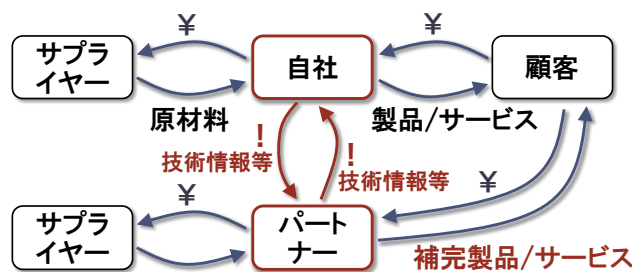 ¥
¥
サプラ
イヤー
自社
顧客
原材料
製品/サービス
!
技術情報等
!
技術情報等
¥
¥
サプラ
イヤー
パート
ナー
補完製品/サービス